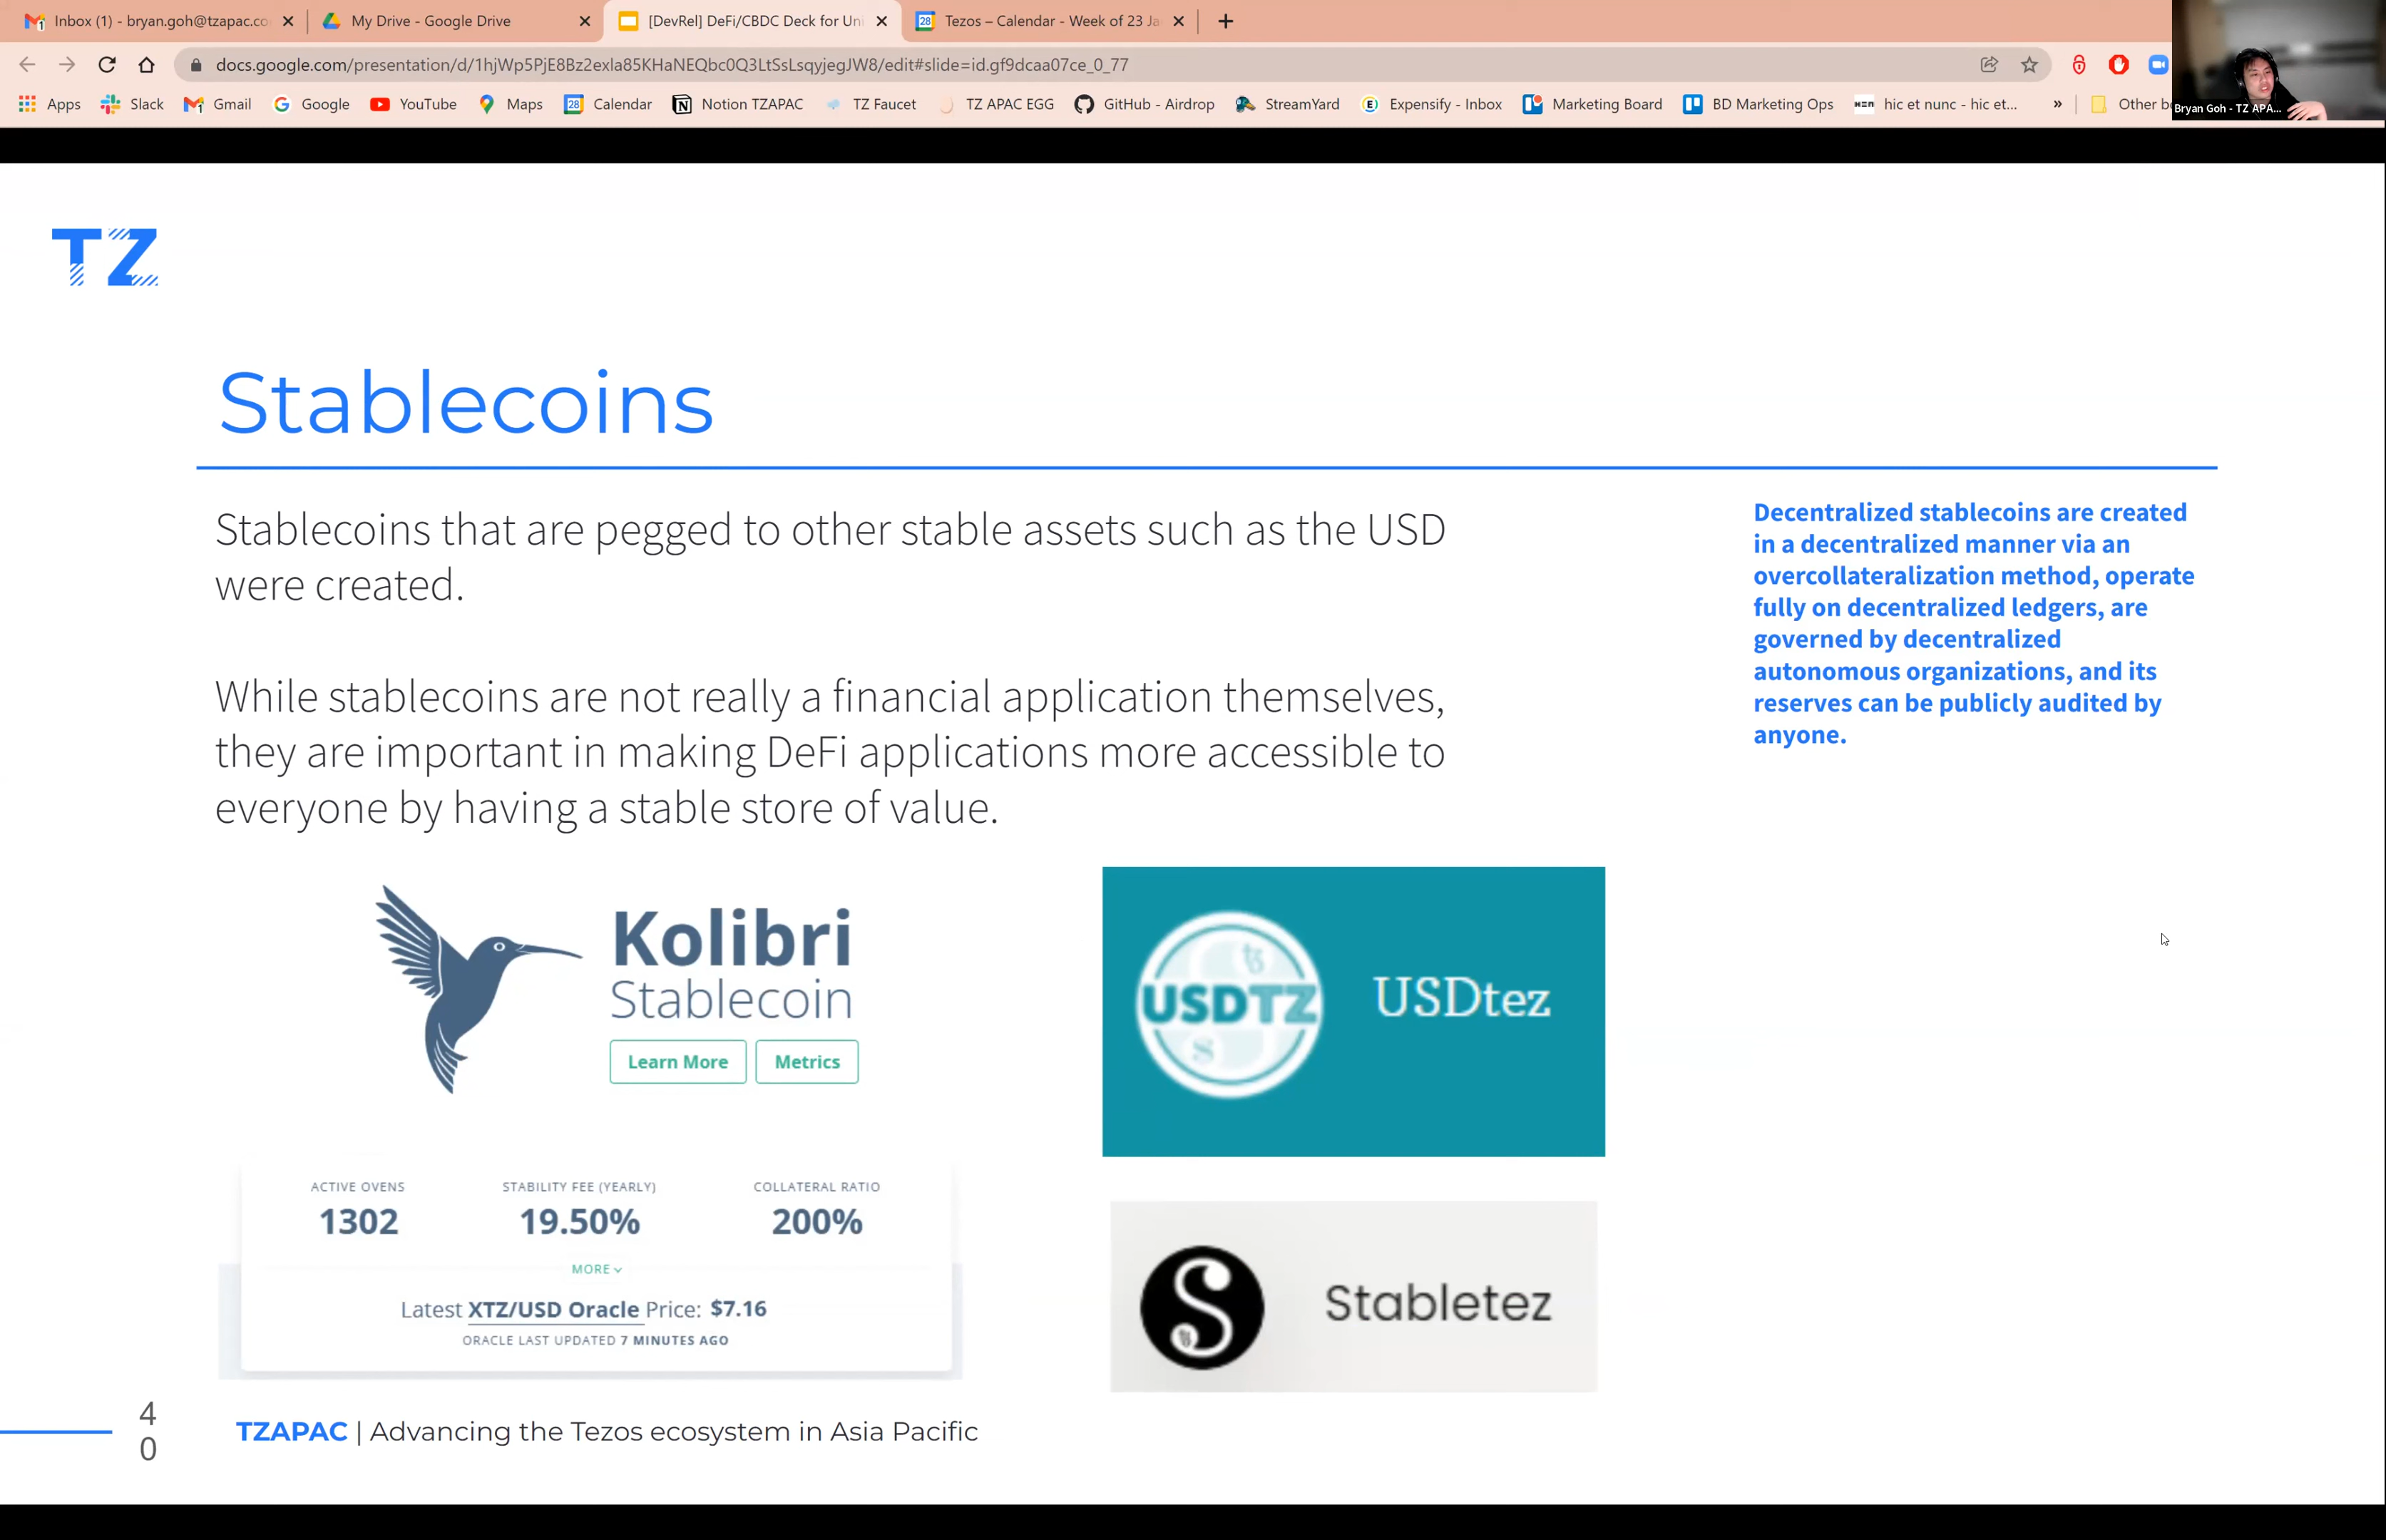 Inbox (1) - bryan.goh@tzapac.co
My Drive - Google Drive
[DevRel] DeFi/CBDC Deck for Uni
28 Tezos – Calendar - Week of 23 Ja
docs.google.com/presentation/d/1hjWp5PjE8Bz2exla85KHaNEQbc0Q3LtSsLsqyjegJW8/edit#slide=id.gf9dcaa07ce_0_77
Apps Slack Gmail Google YouTube Maps 28 Calendar Notion TZAPAC TZ Faucet TZ APAC EGG GitHub - Airdrop StreamYard Expensify - Inbox Marketing Board BD Marketing Ops hic et nunc - hic et... » Other b
Bryan Goh - TZ APA...
TZ
Stablecoins
Stablecoins that are pegged to other stable assets such as the USD
were created.
While stablecoins are not really a financial application themselves,
they are important in making DeFi applications more accessible to
everyone by having a stable store of value.
Decentralized stablecoins are created
in a decentralized manner via an
overcollateralization method, operate
fully on decentralized ledgers, are
governed by decentralized
autonomous organizations, and its
reserves can be publicly audited by
anyone.
Kolibri
Stablecoin
Learn More Metrics
USDTZ USDtez
ACTIVE OVENS STABILITY FEE (YEARLY) COLLATERAL RATIO
1302 19.50% 200%
MORE
Latest XTZ/USD Oracle Price: $7.16
ORACLE LAST UPDATED 7 MINUTES AGO
Stabletez
4
0
TZAPAC | Advancing the Tezos ecosystem in Asia Pacific